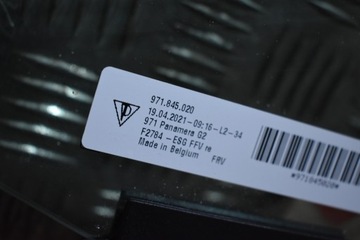 971.845.020
19.04.2021-09:16-L2-34
971 Panamera G2
F2784-ESG FFV re
Made in Belgium FRV
*971845020*